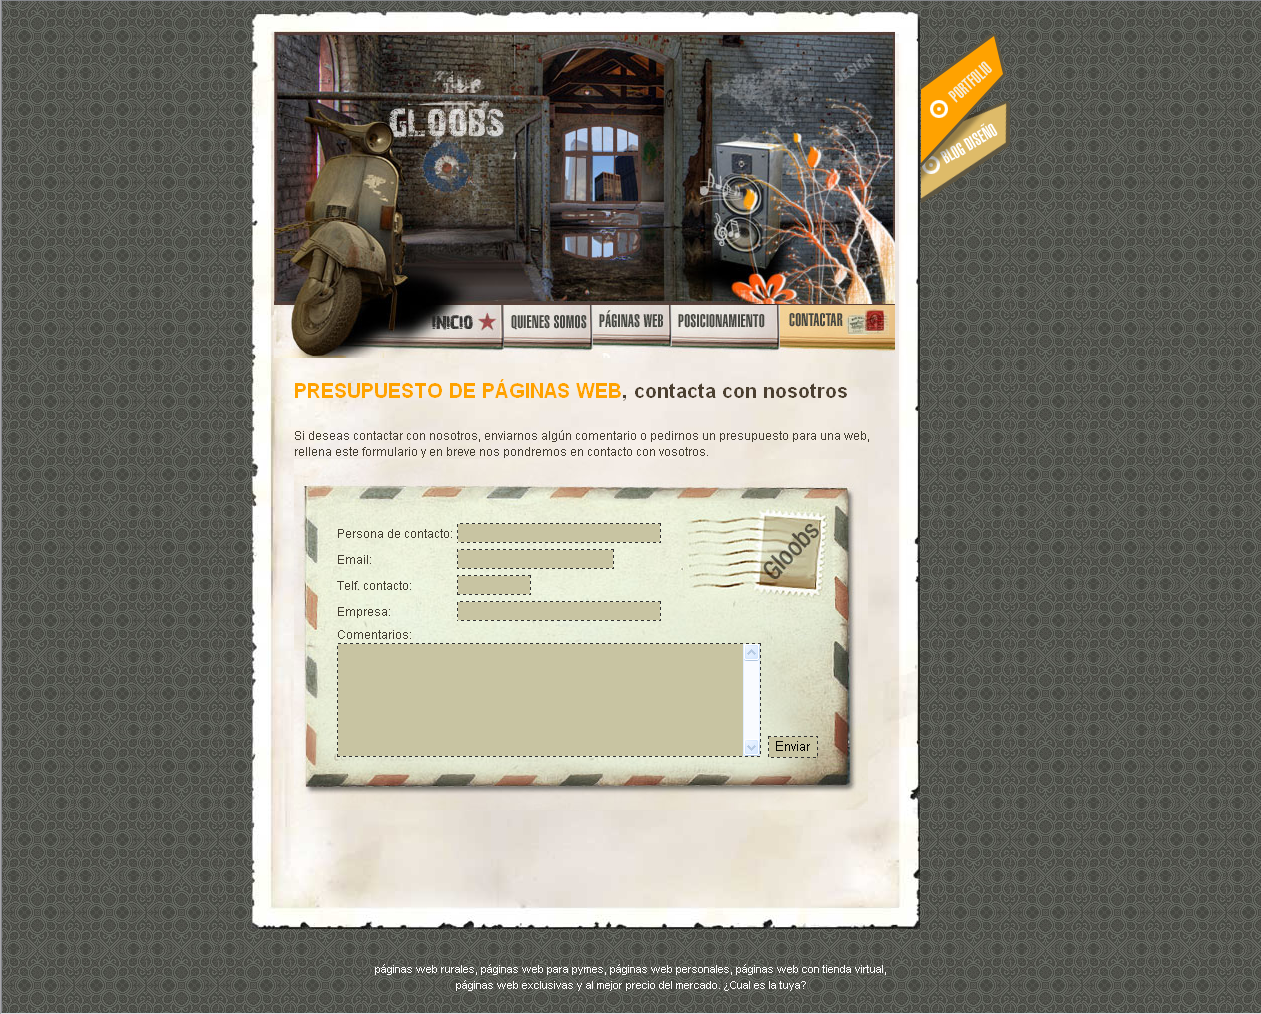 The
GLOOBS
DESIGN
PORTFOLIO
BLOG DISEÑO
INICIO
QUIENES SOMOS
PÁGINAS WEB
POSICIONAMIENTO
CONTACTAR
PRESUPUESTO DE PÁGINAS WEB, contacta con nosotros
Si deseas contactar con nosotros, enviarnos algún comentario o pedirnos un presupuesto para una web,
rellena este formulario y en breve nos pondremos en contacto con vosotros.
Gloobs
Persona de contacto:
Email:
Telf. contacto:
Empresa:
Comentarios:
Enviar
páginas web rurales, páginas web para pymes, páginas web personales, páginas web con tienda virtual,
páginas web exclusivas y al mejor precio del mercado. ¿Cual es la tuya?